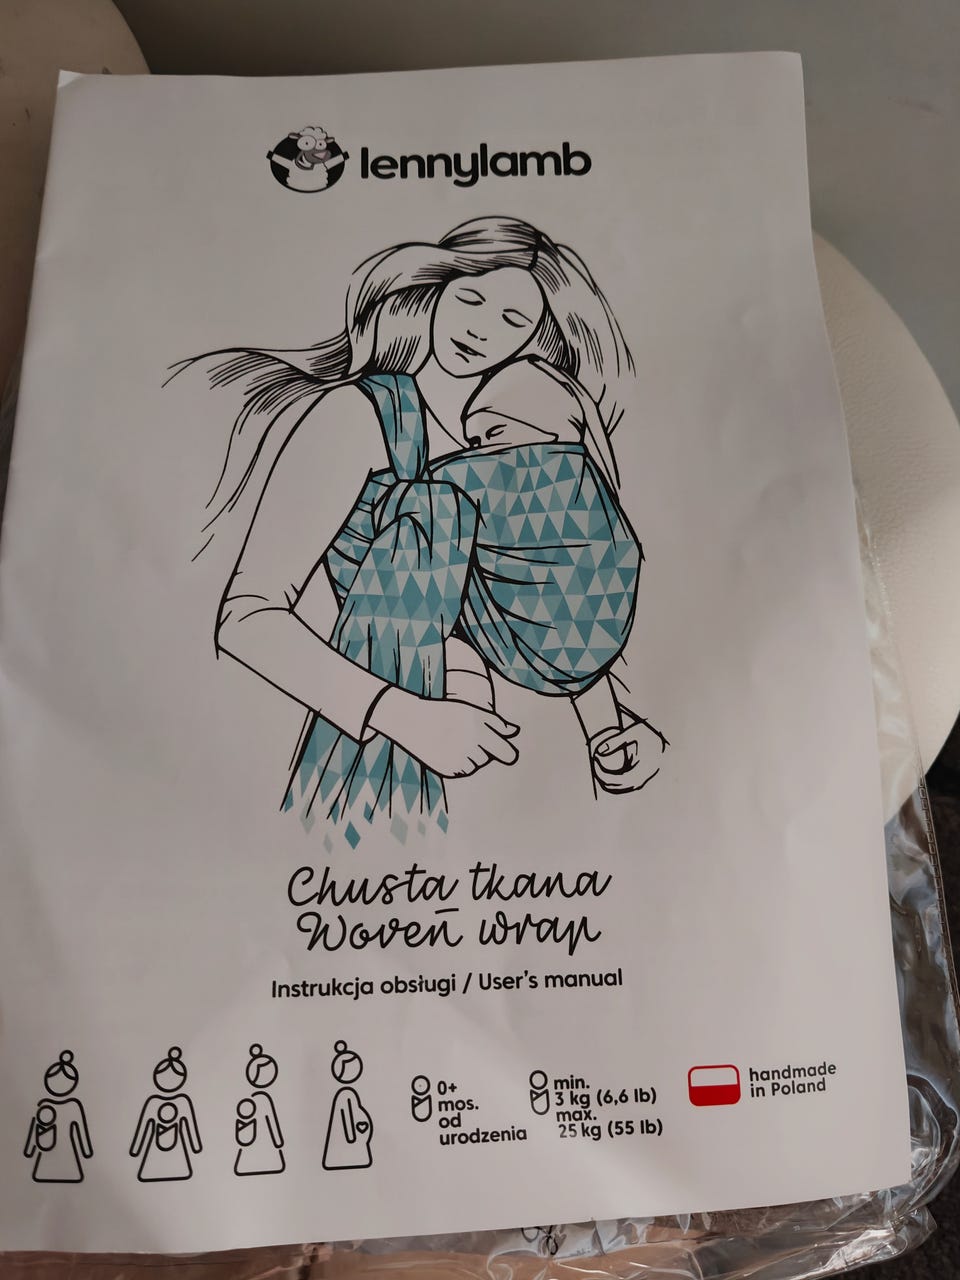 lennylamb
Chusta tkana
Woven wrap
Instrukcja obsługi / User's manual
0+
mos.
od
urodzenia
min.
3 kg (6,6 lb)
max.
25 kg (55 lb)
handmade
in Poland